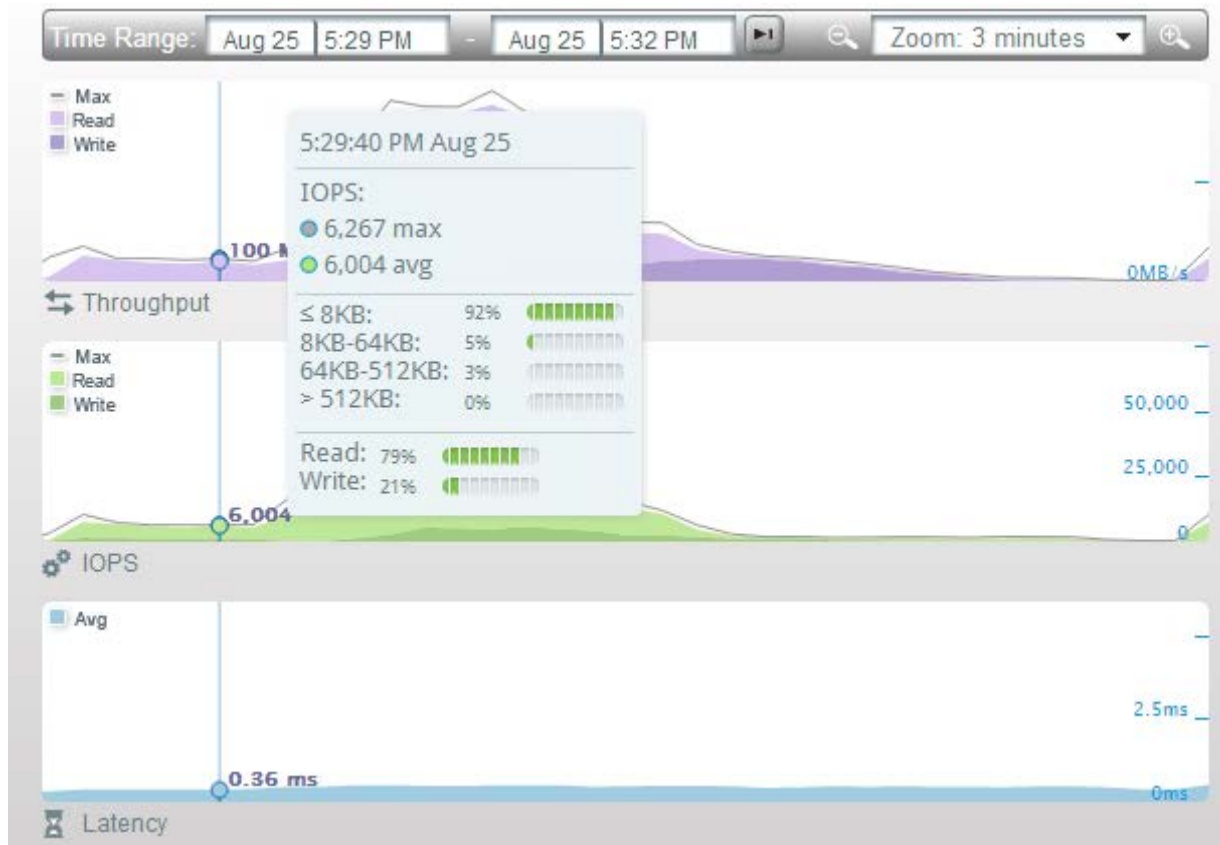 Time Range: Aug 25 5:29 PM - Aug 25 5:32 PM Zoom: 3 minutes
Max
Read
Write
100
0MB/s
Throughput
5:29:40 PM Aug 25
IOPS:
6,267 max
6,004 avg
≤ 8KB: 92%
8KB-64KB: 5%
64KB-512KB: 3%
> 512KB: 0%
Read: 79%
Write: 21%
Max
Read
Write
50,000
25,000
0
6,004
IOPS
Avg
2.5ms
0.36 ms
0ms
Latency